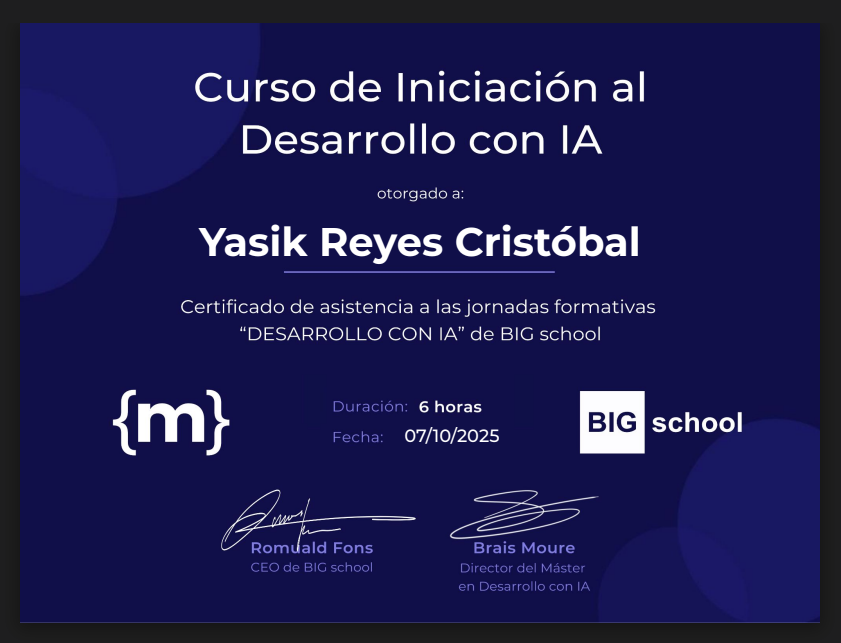 Curso de Iniciación al
Desarrollo con IA
otorgado a:
Yasik Reyes Cristóbal
Certificado de asistencia a las jornadas formativas
“DESARROLLO CON IA” de BIG school
{m}
Duración: 6 horas
Fecha: 07/10/2025
BIG school
Romuald Fons
CEO de BIG school
Brais Moure
Director del Máster
en Desarrollo con IA